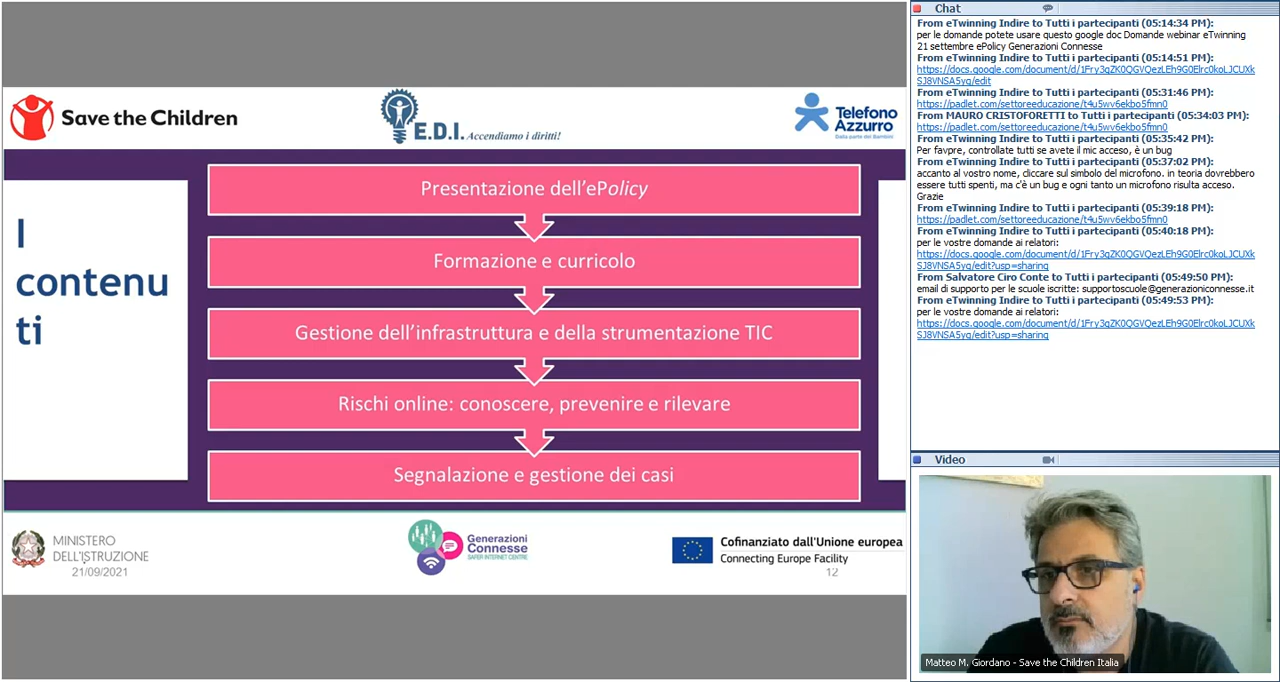 Save the Children
E.D.I. Accendiamo i diritti!
Telefono
Azzurro
Dalla parte dei Bambini
I
contenu
ti
Presentazione dell'ePolicy
Formazione e curricolo
Gestione dell'infrastruttura e della strumentazione TIC
Rischi online: conoscere, prevenire e rilevare
Segnalazione e gestione dei casi
MINISTERO
DELL'ISTRUZIONE
21/09/2021
Generazioni
Connesse
SAFER INTERNET CENTRE
Cofinanziato dall'Unione europea
Connecting Europe Facility
12
Chat
From eTwinning Indire to Tutti i partecipanti (05:14:34 PM):
per le domande potete usare questo google doc Domande webinar eTwinning
21 settembre ePolicy Generazioni Connesse
From eTwinning Indire to Tutti i partecipanti (05:14:51 PM):
https://docs.google.com/document/d/1Fry3qZK0QGVQezLEh9G0Elrc0koLJCUXk
SJ8VNSA5yg/edit
From eTwinning Indire to Tutti i partecipanti (05:31:46 PM):
https://padlet.com/settoreeducazione/t4u5wv6ekbo5fmn0
From MAURO CRISTOFORETTI to Tutti i partecipanti (05:34:03 PM):
https://padlet.com/settoreeducazione/t4u5wv6ekbo5fmn0
From eTwinning Indire to Tutti i partecipanti (05:35:42 PM):
Per favpre, controllate tutti se avete il mic acceso, è un bug
From eTwinning Indire to Tutti i partecipanti (05:37:02 PM):
accanto al vostro nome, cliccare sul simbolo del microfono. in teoria dovrebbero
essere tutti spenti, ma c'è un bug e ogni tanto un microfono risulta acceso.
Grazie
From eTwinning Indire to Tutti i partecipanti (05:39:18 PM):
https://padlet.com/settoreeducazione/t4u5wv6ekbo5fmn0
From eTwinning Indire to Tutti i partecipanti (05:40:18 PM):
per le vostre domande ai relatori:
https://docs.google.com/document/d/1Fry3qZK0QGVQezLEh9G0Elrc0koLJCUXk
SJ8VNSA5yg/edit?usp=sharing
From Salvatore Ciro Conte to Tutti i partecipanti (05:49:50 PM):
email di supporto per le scuole iscritte: supportoscuole@generazioniconnesse.it
From eTwinning Indire to Tutti i partecipanti (05:49:53 PM):
per le vostre domande ai relatori:
https://docs.google.com/document/d/1Fry3qZK0QGVQezLEh9G0Elrc0koLJCUXk
SJ8VNSA5yg/edit?usp=sharing
Video
Matteo M. Giordano - Save the Children Italia